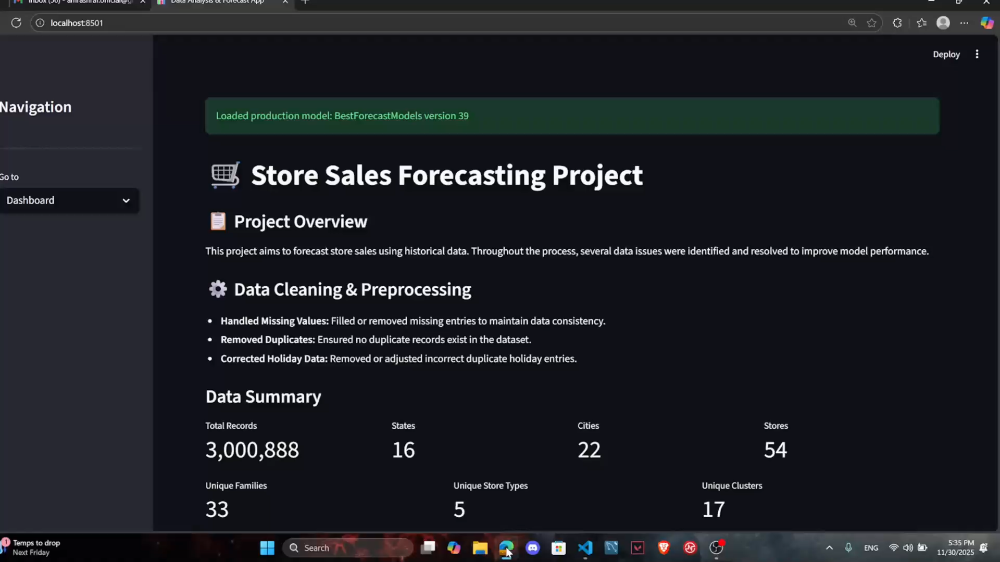 Data Analysis & Forecast App
localhost:8501
Deploy
Navigation
Go to
Dashboard
Loaded production model: BestForecastModels version 39
Store Sales Forecasting Project
Project Overview
This project aims to forecast store sales using historical data. Throughout the process, several data issues were identified and resolved to improve model performance.
Data Cleaning & Preprocessing
Handled Missing Values: Filled or removed missing entries to maintain data consistency.
Removed Duplicates: Ensured no duplicate records exist in the dataset.
Corrected Holiday Data: Removed or adjusted incorrect duplicate holiday entries.
Data Summary
Total Records States Cities Stores
3,000,888 16 22 54
Unique Families Unique Store Types Unique Clusters
33 5 17
1
Temps to drop
Next Friday
Search
ENG
5:35 PM
11/30/2025